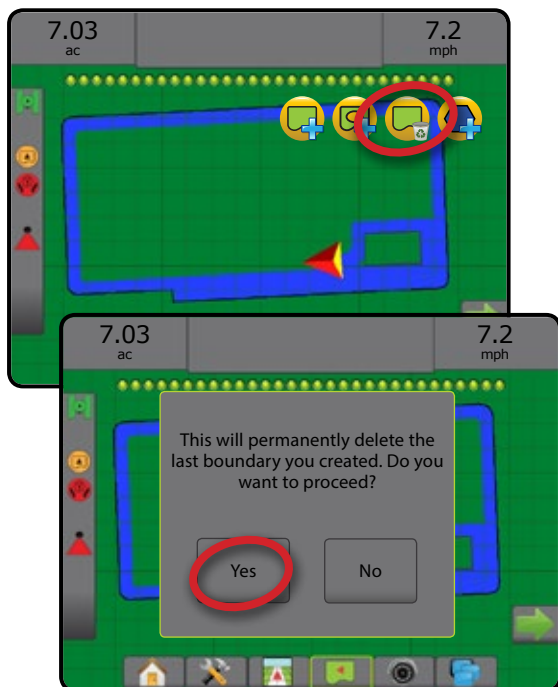 7.03
ac
7.2
mph
7.03
ac
7.2
mph
This will permanently delete the
last boundary you created. Do you
want to proceed?
Yes
No